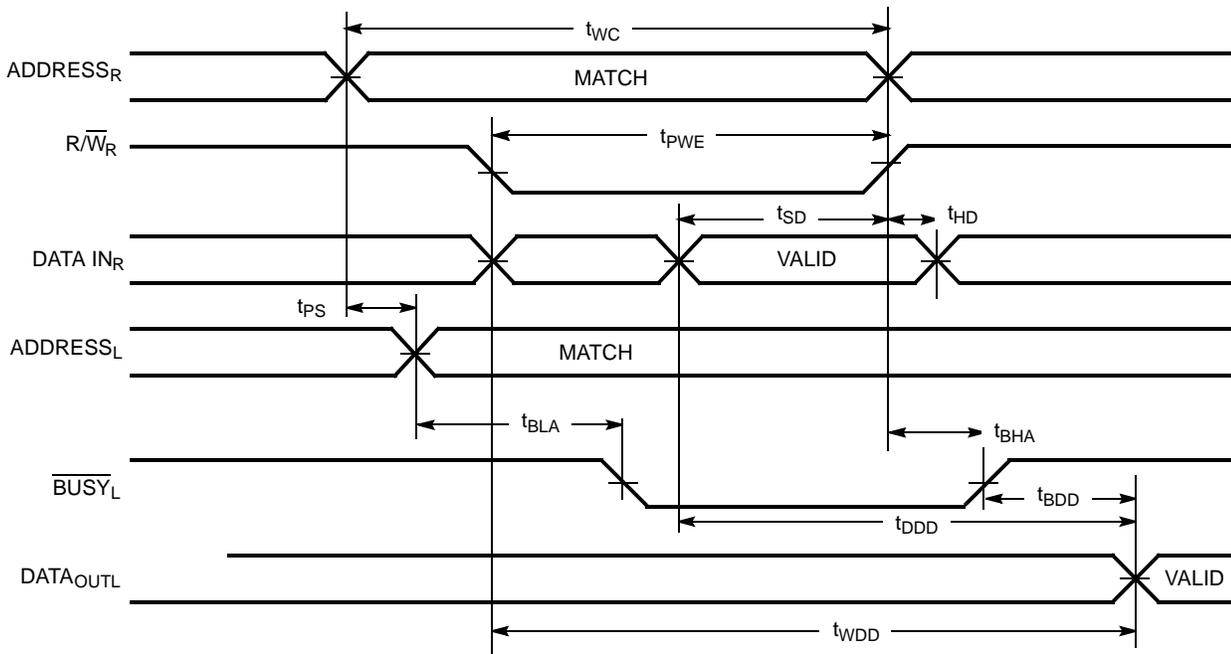 tWC
ADDRESSR
MATCH
R/W̅R
tPWE
tSD
tHD
DATA INR
VALID
tPS
ADDRESSL
MATCH
tBLA
tBHA
B̅U̅S̅Y̅L
tBDD
tDDD
DATAOUTL
VALID
tWDD